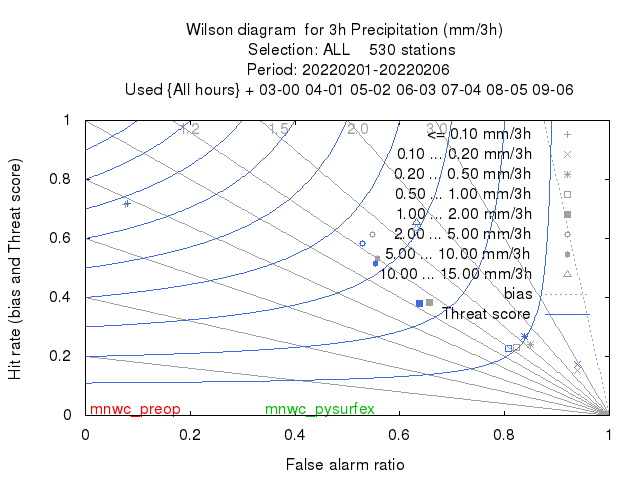 Wilson diagram  for 3h Precipitation (mm/3h)
Selection: ALL    530 stations
Period: 20220201-20220206
Used {All hours} + 03-00 04-01 05-02 06-03 07-04 08-05 09-06
1.2 1.5 2.0 3.0
<= 0.10 mm/3h
0.10 ... 0.20 mm/3h
0.20 ... 0.50 mm/3h
0.50 ... 1.00 mm/3h
1.00 ... 2.00 mm/3h
2.00 ... 5.00 mm/3h
5.00 ... 10.00 mm/3h
10.00 ... 15.00 mm/3h
bias
Threat score
1
0.8
0.6
0.4
0.2
0
Hit rate (bias and Threat score)
mnwc_preop mnwc_pysurfex
0 0.2 0.4 0.6 0.8 1
False alarm ratio